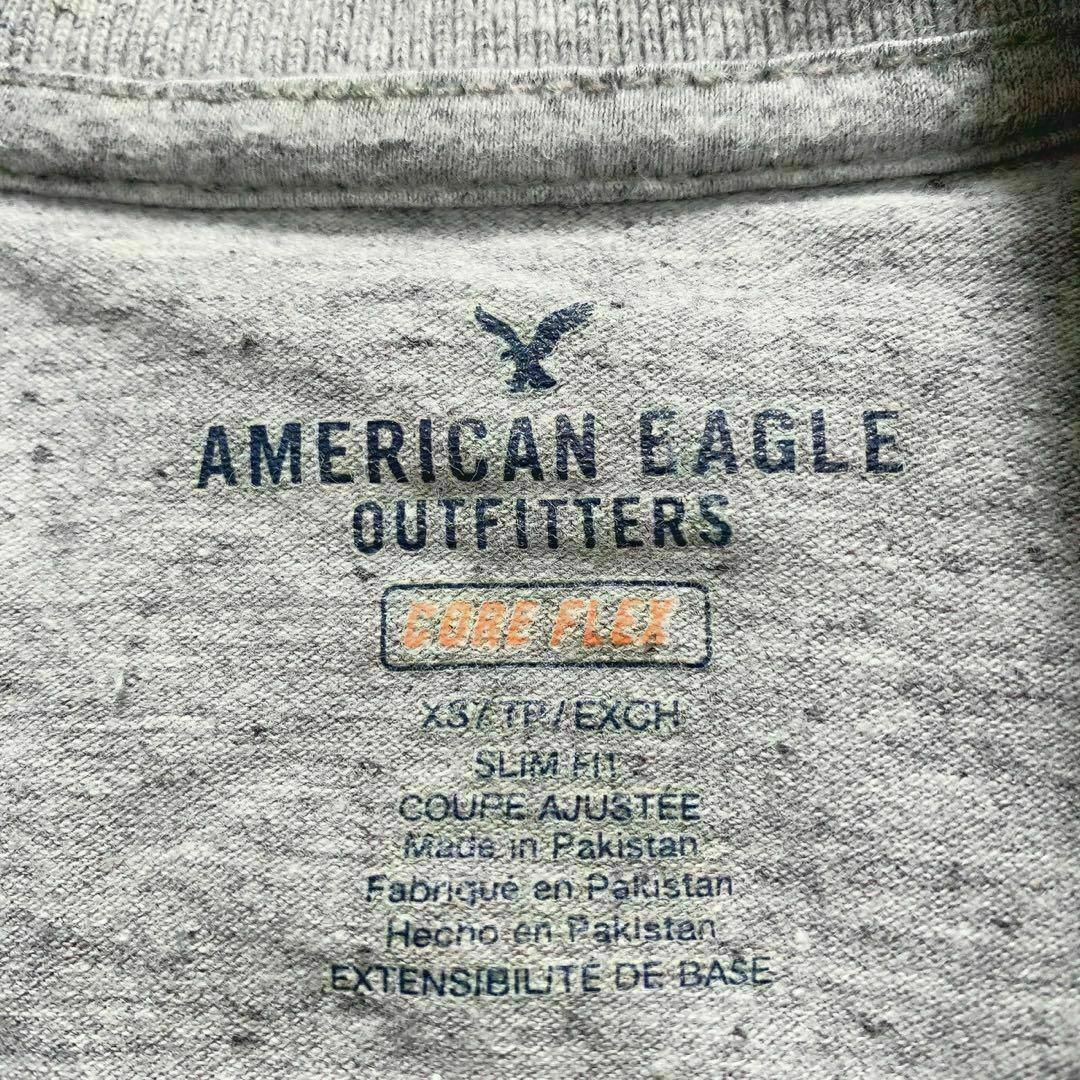 AMERICAN EAGLE
OUTFITTERS
CORE FLEX
XS/TP/EXCH
SLIM FIT
COUPE AJUSTÉE
Made in Pakistan
Fabriqué en Pakistan
Hecho en Pakistan
EXTENSIBILITÉ DE BASE